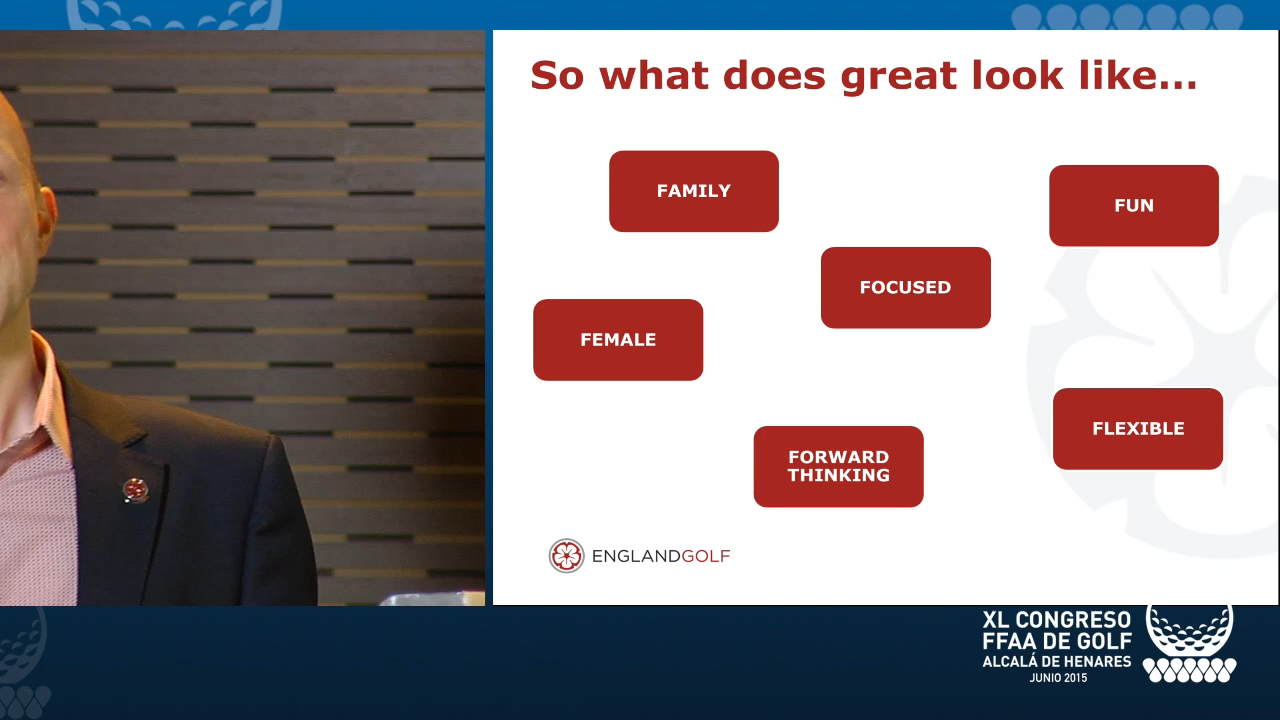 So what does great look like...
FAMILY
FUN
FOCUSED
FEMALE
FLEXIBLE
FORWARD
THINKING
ENGLANDGOLF
XL CONGRESO
FFAA DE GOLF
ALCALÁ DE HENARES
JUNIO 2015